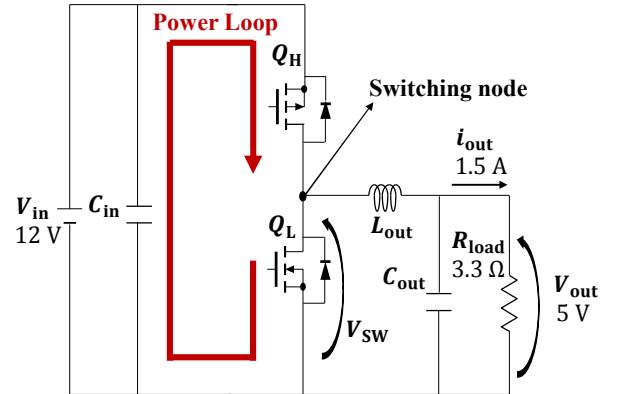 Power Loop
Q_H
Switching node
i_out
1.5 A
V_in
12 V
C_in
Q_L
L_out
R_load
3.3 Ω
C_out
V_out
5 V
V_SW